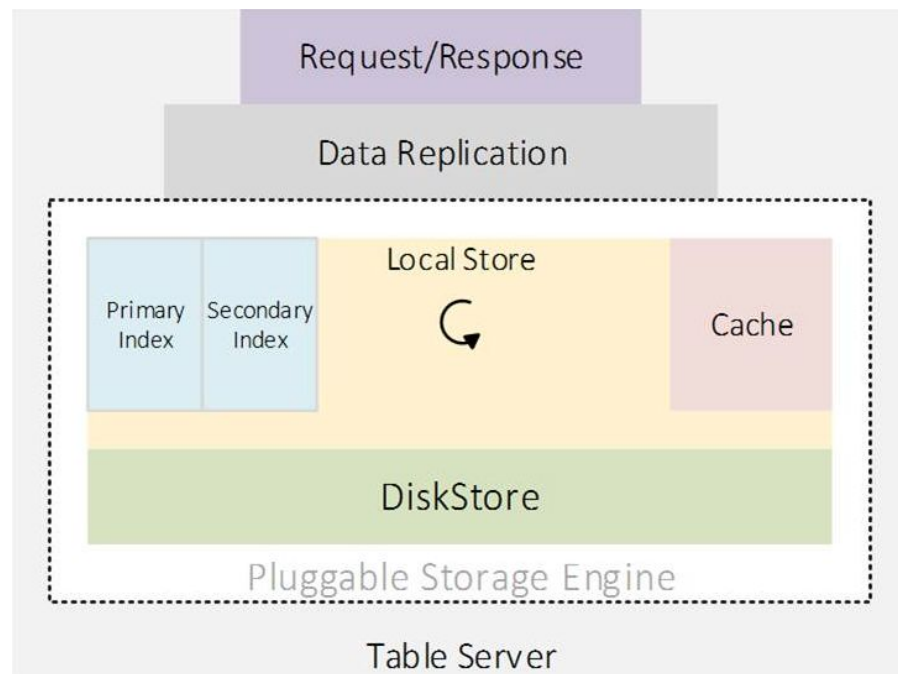 Request/Response
Data Replication
Local Store
Primary
Index
Secondary
Index
Cache
DiskStore
Pluggable Storage Engine
Table Server